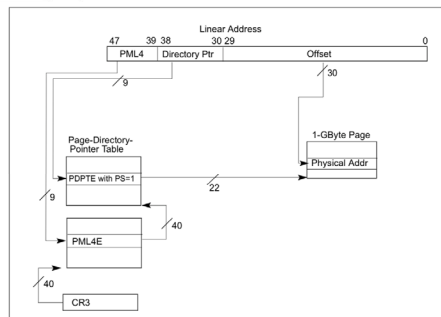 Linear Address
47 39 38 30 29 0
PML4 Directory Ptr Offset
9 30
Page-Directory-
Pointer Table
1-GByte Page
Physical Addr
PDPTE with PS=1
22
9
40
PML4E
40
CR3